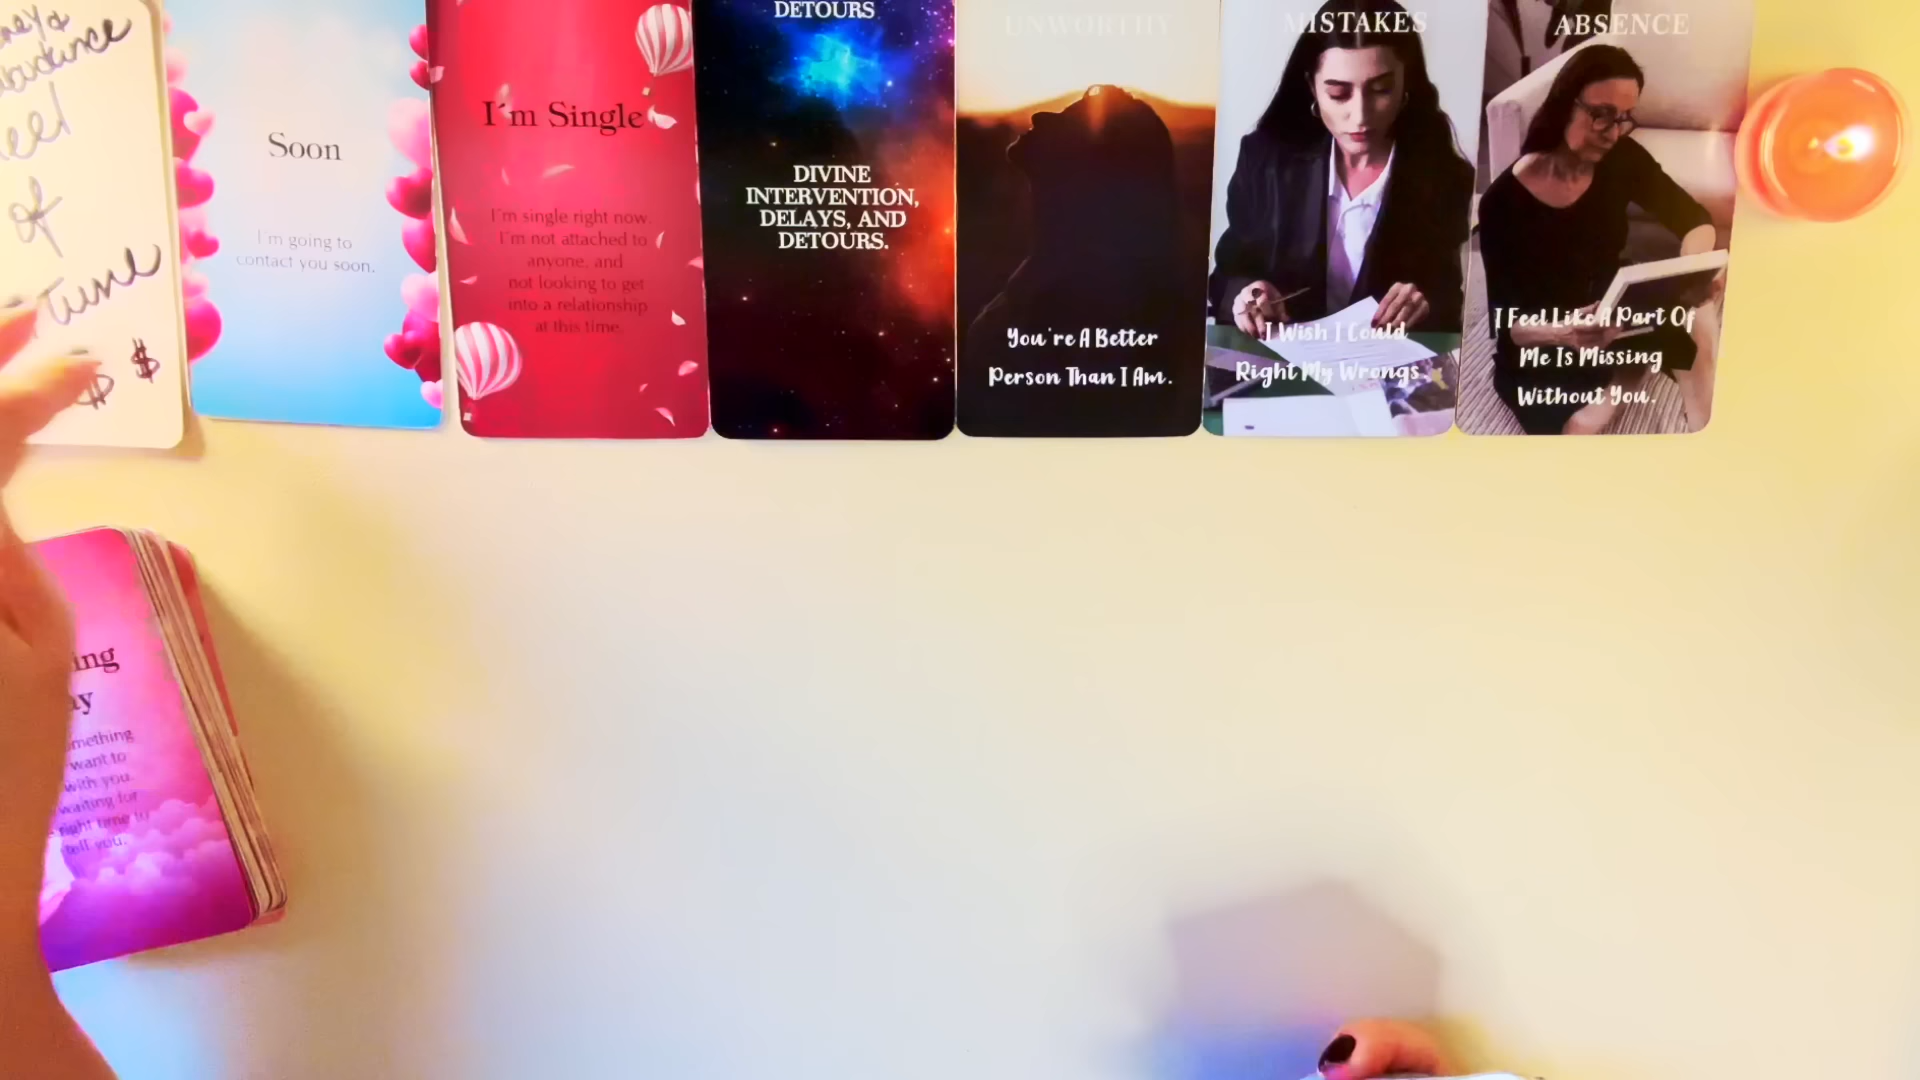 of
$ $
Soon
I'm going to
contact you soon.
I'm Single
I'm single right now.
I'm not attached to
anyone, and
not looking to get
into a relationship
at this time.
DETOURS
DIVINE
INTERVENTION,
DELAYS, AND
DETOURS.
UNWORTHY
You're A Better
Person Than I Am.
MISTAKES
I Wish I Could
Right My Wrongs.
ABSENCE
I Feel Like A Part Of
Me Is Missing
Without You.
want to
with you.
waiting for
right time to
tell you.